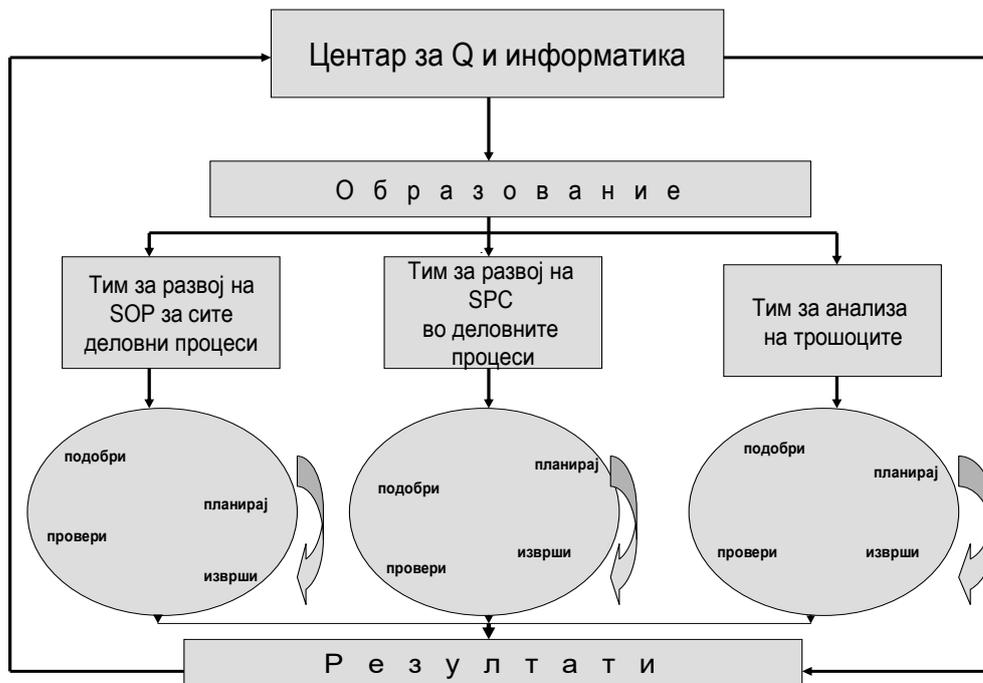 Центар за Q и информатика
О б р а з о в а н и е
Тим за развој на
SOP за сите
деловни процеси
Тим за развој на
SPC
во деловните
процеси
Тим за анализа
на трошоците
подобри
планирај
провери
изврши
планирај
подобри
изврши
провери
подобри
планирај
провери
изврши
Р е з у л т а т и